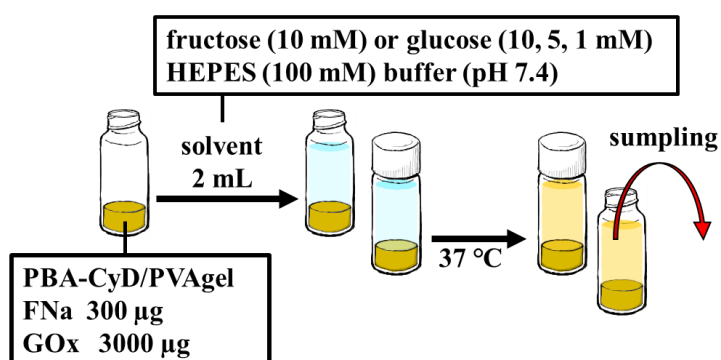 fructose (10 mM) or glucose (10, 5, 1 mM)
HEPES (100 mM) buffer (pH 7.4)
solvent
2 mL
sumpling
37 ℃
PBA-CyD/PVAgel
FNa 300 μg
GOx 3000 μg